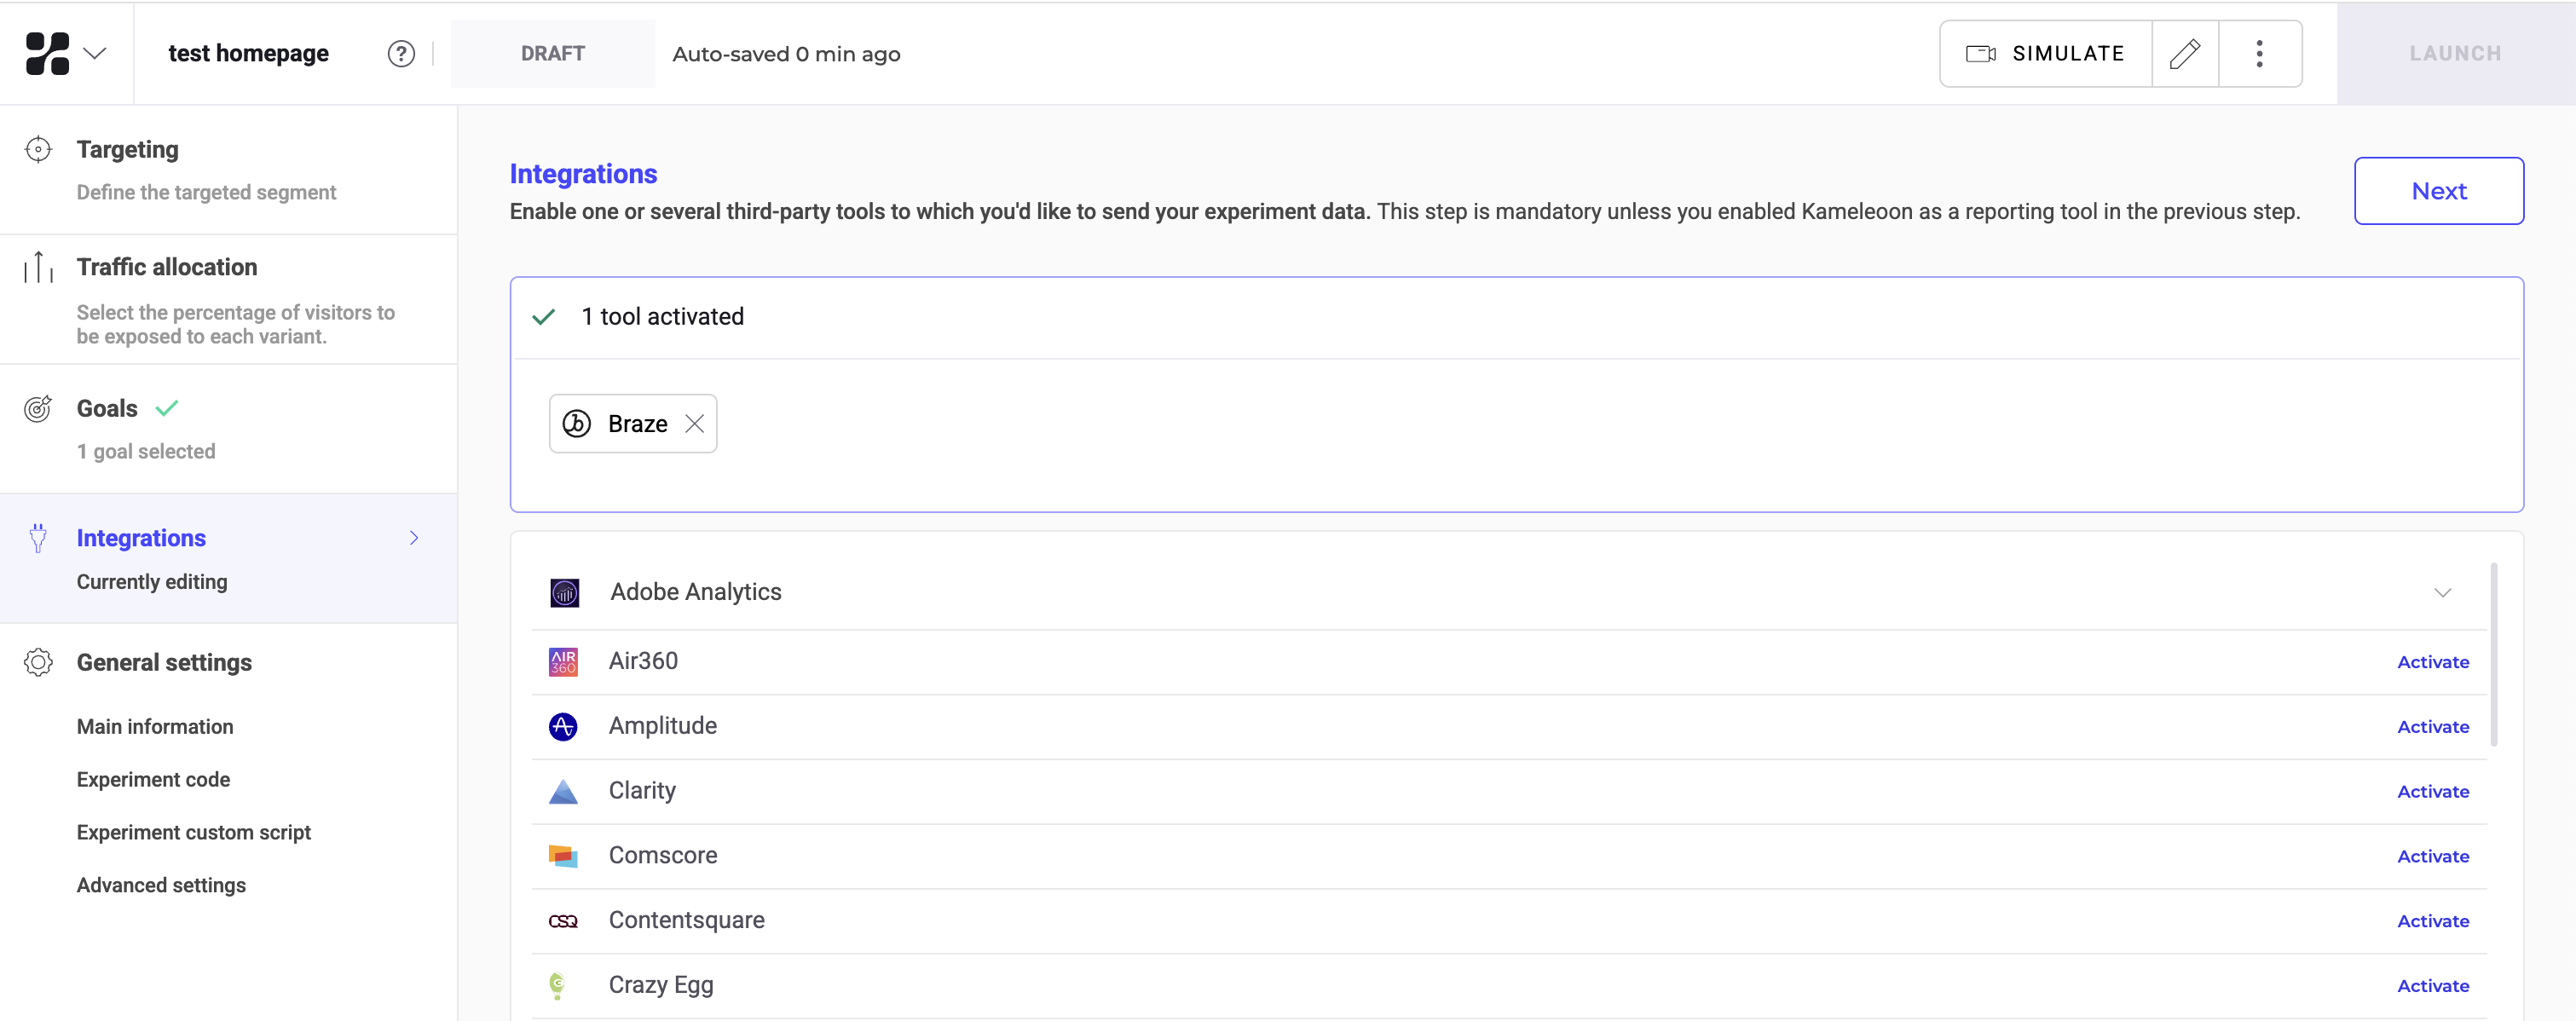 test homepage
?
DRAFT
Auto-saved 0 min ago
SIMULATE
LAUNCH
Targeting
Define the targeted segment
Traffic allocation
Select the percentage of visitors to
be exposed to each variant.
Goals
1 goal selected
Integrations
Currently editing
General settings
Main information
Experiment code
Experiment custom script
Advanced settings
Integrations
Enable one or several third-party tools to which you'd like to send your experiment data. This step is mandatory unless you enabled Kameleoon as a reporting tool in the previous step.
Next
1 tool activated
b Braze
Adobe Analytics
AIR
360
Air360
Activate
Amplitude
Activate
Clarity
Activate
Comscore
Activate
CSQ
Contentsquare
Activate
Crazy Egg
Activate